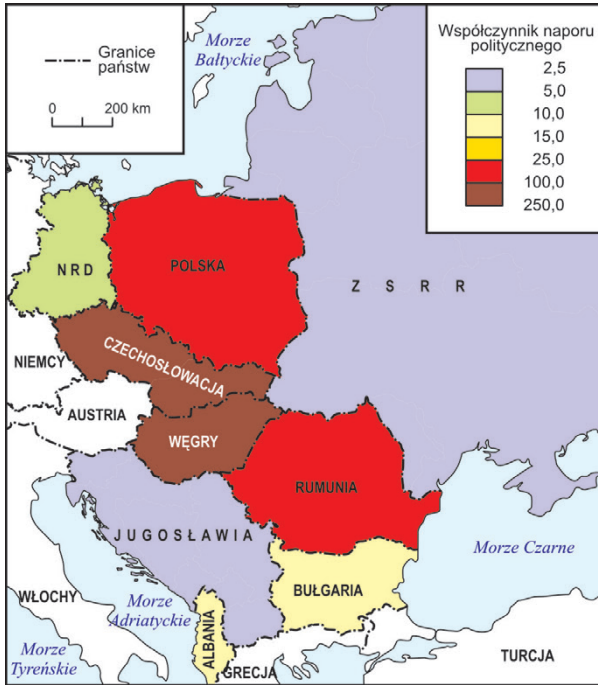 Granice
państw
0 200 km
Morze
Bałtyckie
Współczynnik naporu
politycznego
2,5
5,0
10,0
15,0
25,0
100,0
250,0
NRD
POLSKA
ZSRR
CZECHOSŁOWACJA
NIEMCY
AUSTRIA
WĘGRY
RUMUNIA
JUGOSŁAWIA
Morze Czarne
BUŁGARIA
WŁOCHY
Morze
Adriatyckie
ALBANIA
Morze
Tyreńskie
GRECJA
TURCJA